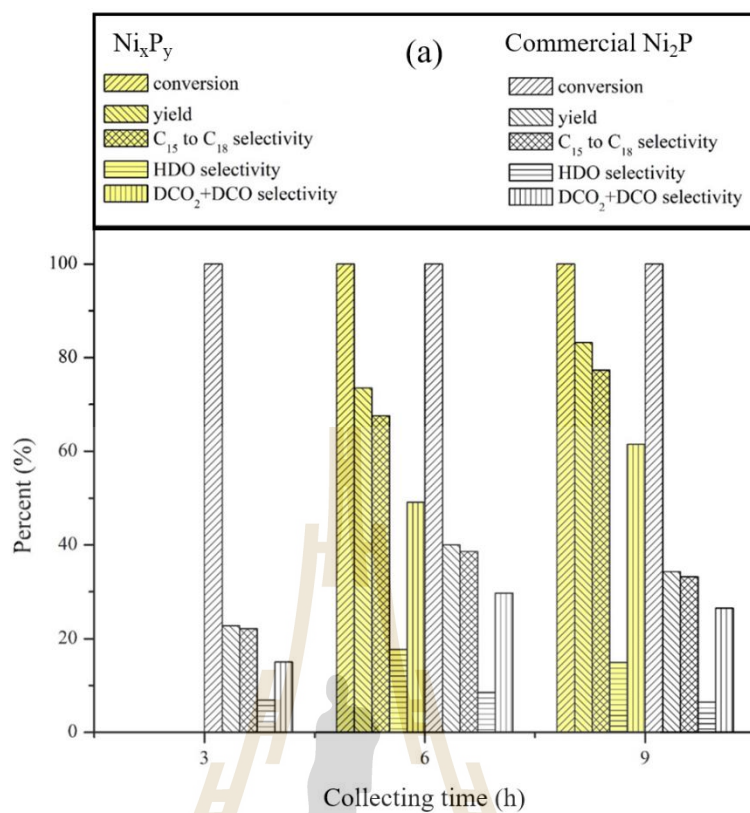 NiₓPᵧ
(a)
Commercial Ni₂P
conversion
yield
C₁₅ to C₁₈ selectivity
HDO selectivity
DCO₂+DCO selectivity
conversion
yield
C₁₅ to C₁₈ selectivity
HDO selectivity
DCO₂+DCO selectivity
Percent (%)
100
80
60
40
20
0
3
6
9
Collecting time (h)